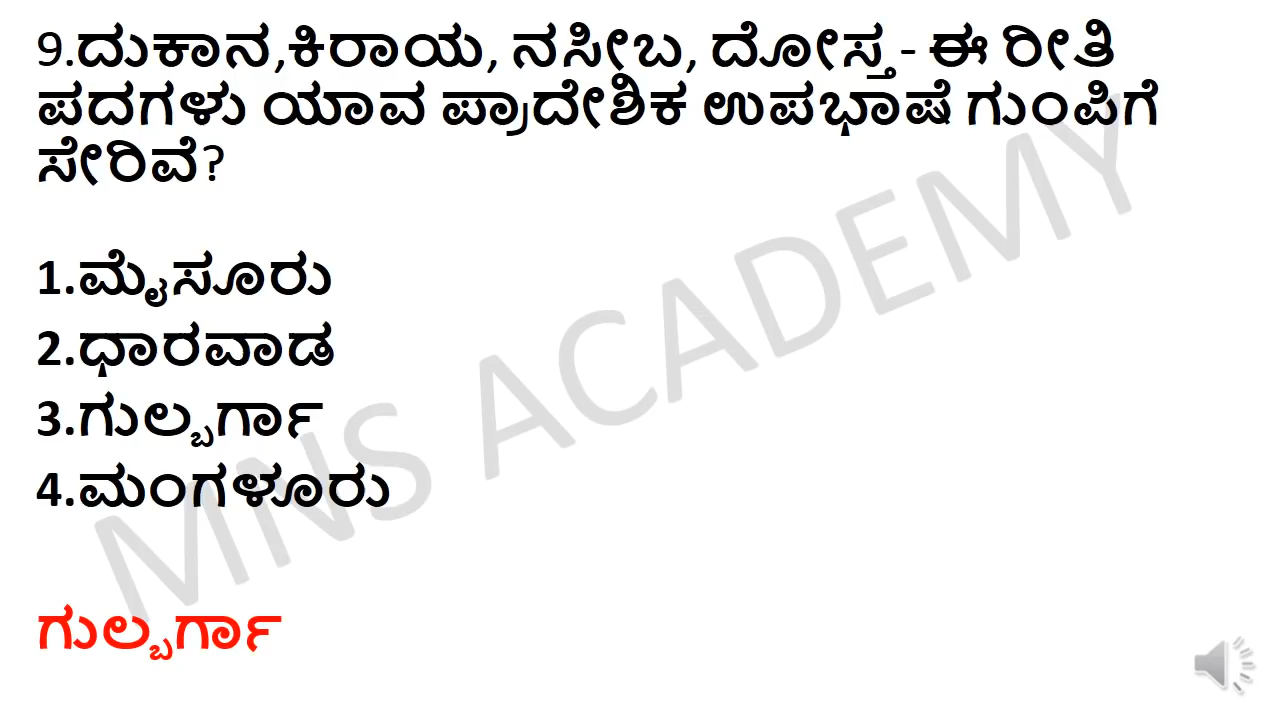 9.ದುಕಾನ,ಕಿರಾಯ, ನಸೀಬ, ದೋಸ್ತ- ಈ ರೀತಿ
ಪದಗಳು ಯಾವ ಪ್ರಾದೇಶಿಕ ಉಪಭಾಷೆ ಗುಂಪಿಗೆ
ಸೇರಿವೆ?
1.ಮೈಸೂರು
2.ಧಾರವಾಡ
3.ಗುಲ್ಬರ್ಗಾ
4.ಮಂಗಳೂರು
MNS ACADEMY
ಗುಲ್ಬರ್ಗಾ